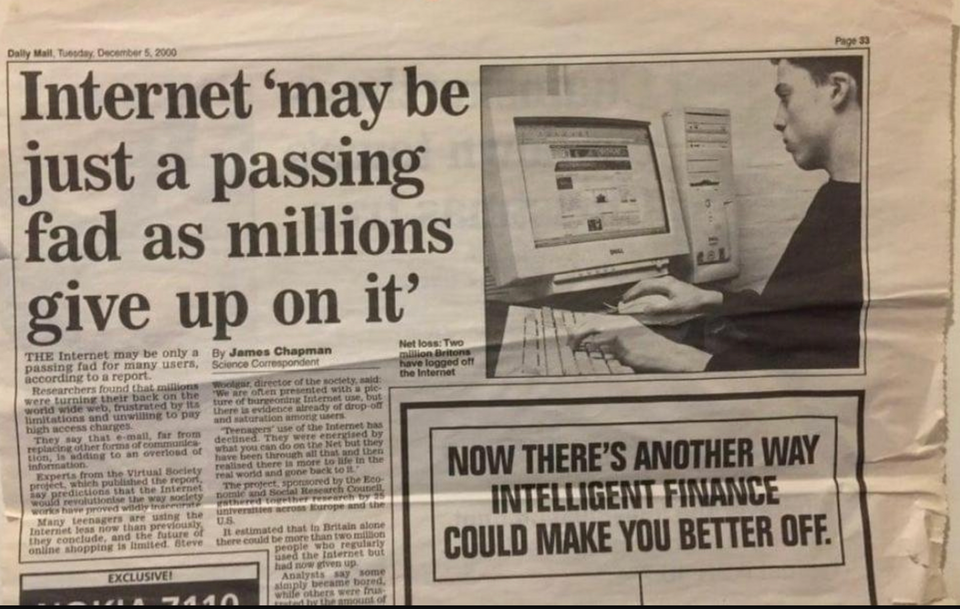 Daily Mail, Tuesday, December 5, 2000
Page 33
Internet ‘may be
just a passing
fad as millions
give up on it’
THE Internet may be only a
passing fad for many users,
according to a report.
Researchers found that millions
were turning their back on the
world wide web, frustrated by its
limitations and unwilling to pay
high access charges.
They say that e-mail, far from
replacing other forms of communica-
tion, is adding to an overload of
information.
Experts from the Virtual Society
project, which published the report,
say predictions that the Internet
would revolutionise the way society
works have proved wildly inaccurate.
Many teenagers are using the
Internet less now than previously,
they conclude, and the future of
online shopping is limited. Steve
By James Chapman
Science Correspondent
Woolgar, director of the society, said:
'We are often presented with a pic-
ture of burgeoning Internet use, but
there is evidence already of drop-off
and saturation among users.
'Teenagers' use of the Internet has
declined. They were energised by
what you can do on the Net but they
have been through all that and then
realised there is more to life in the
real world and gone back to it.'
The project, sponsored by the Eco-
nomic and Social Research Council,
gathered together research by 25
universities across Europe and the
U.S.
It estimated that in Britain alone
there could be more than two million
people who regularly
used the Internet but
had now given up.
Analysts say some
simply became bored,
while others were frus-
trated by the amount of
Net loss: Two
million Britons
have logged off
the Internet
DELL
DELL
NOW THERE'S ANOTHER WAY
INTELLIGENT FINANCE
COULD MAKE YOU BETTER OFF.
EXCLUSIVE!
NOKIA 7110